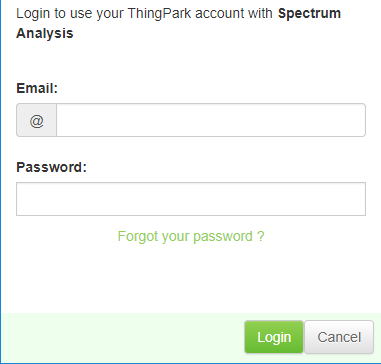 Login to use your ThingPark account with Spectrum
Analysis
Email:
@
Password:
Forgot your password ?
Login Cancel